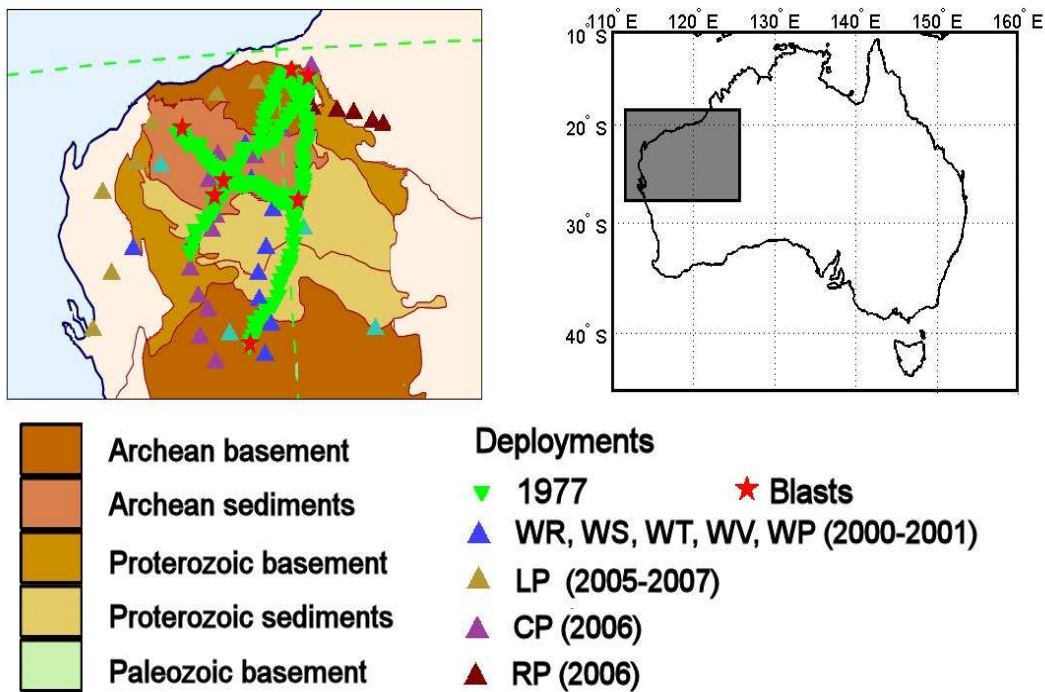 110° E 120° E 130° E 140° E 150° E 160° E
10° S
20° S
30° S
40° S
Archean basement
Archean sediments
Proterozoic basement
Proterozoic sediments
Paleozoic basement
Deployments
1977
Blasts
WR, WS, WT, WV, WP (2000-2001)
LP (2005-2007)
CP (2006)
RP (2006)